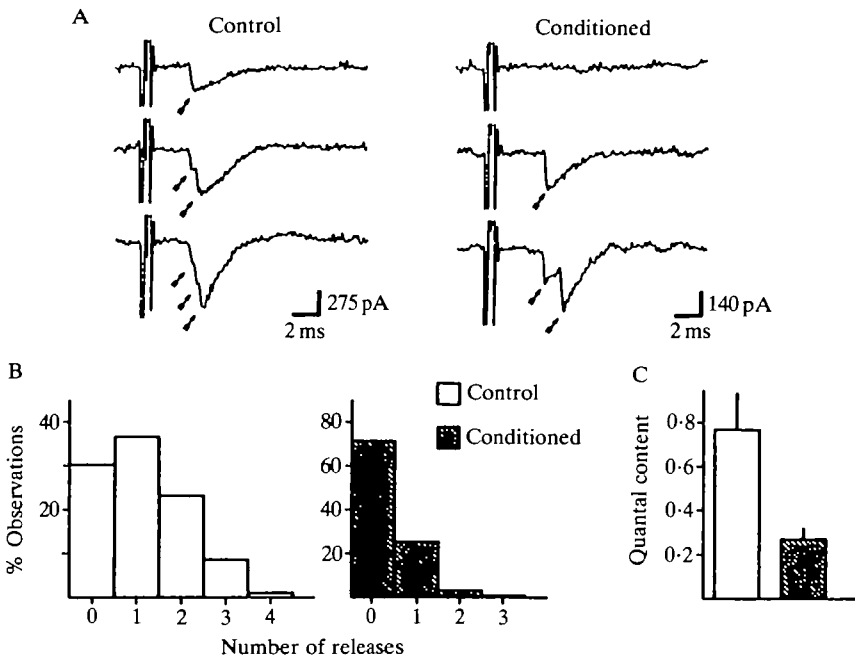 A
Control
Conditioned
275 pA
2 ms
140 pA
2 ms
B
Control
Conditioned
% Observations
40
20
80
60
40
20
0 1 2 3 4
0 1 2 3
Number of releases
C
Quantal content
0·8
0·6
0·4
0·2